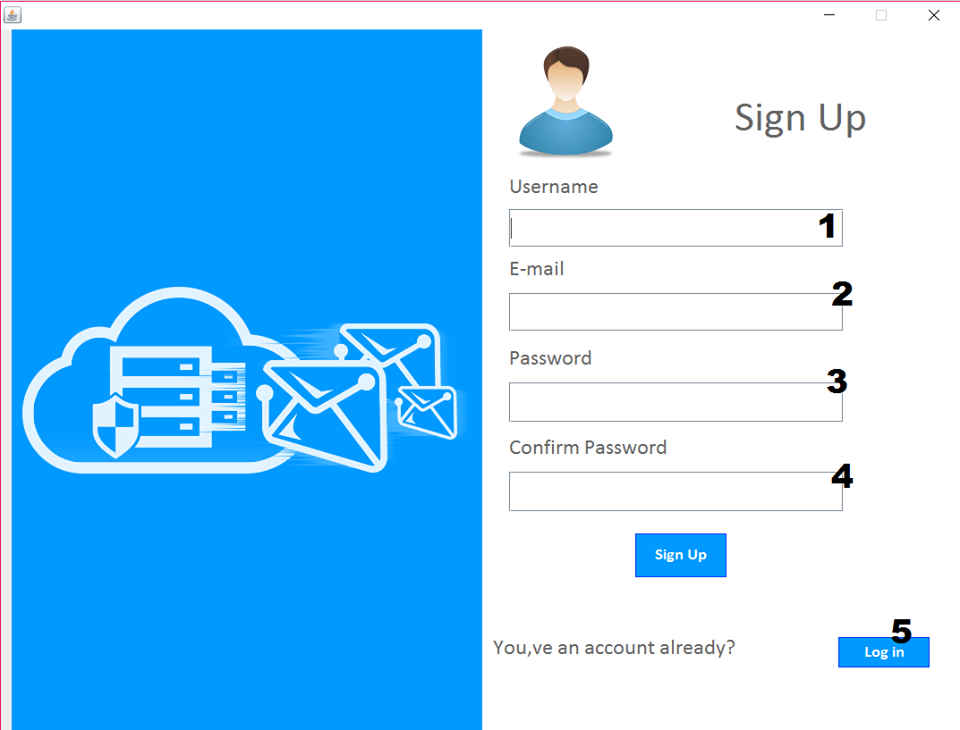 Sign Up
Username
1
E-mail
2
Password
3
Confirm Password
4
Sign Up
5
You,ve an account already?
Log in